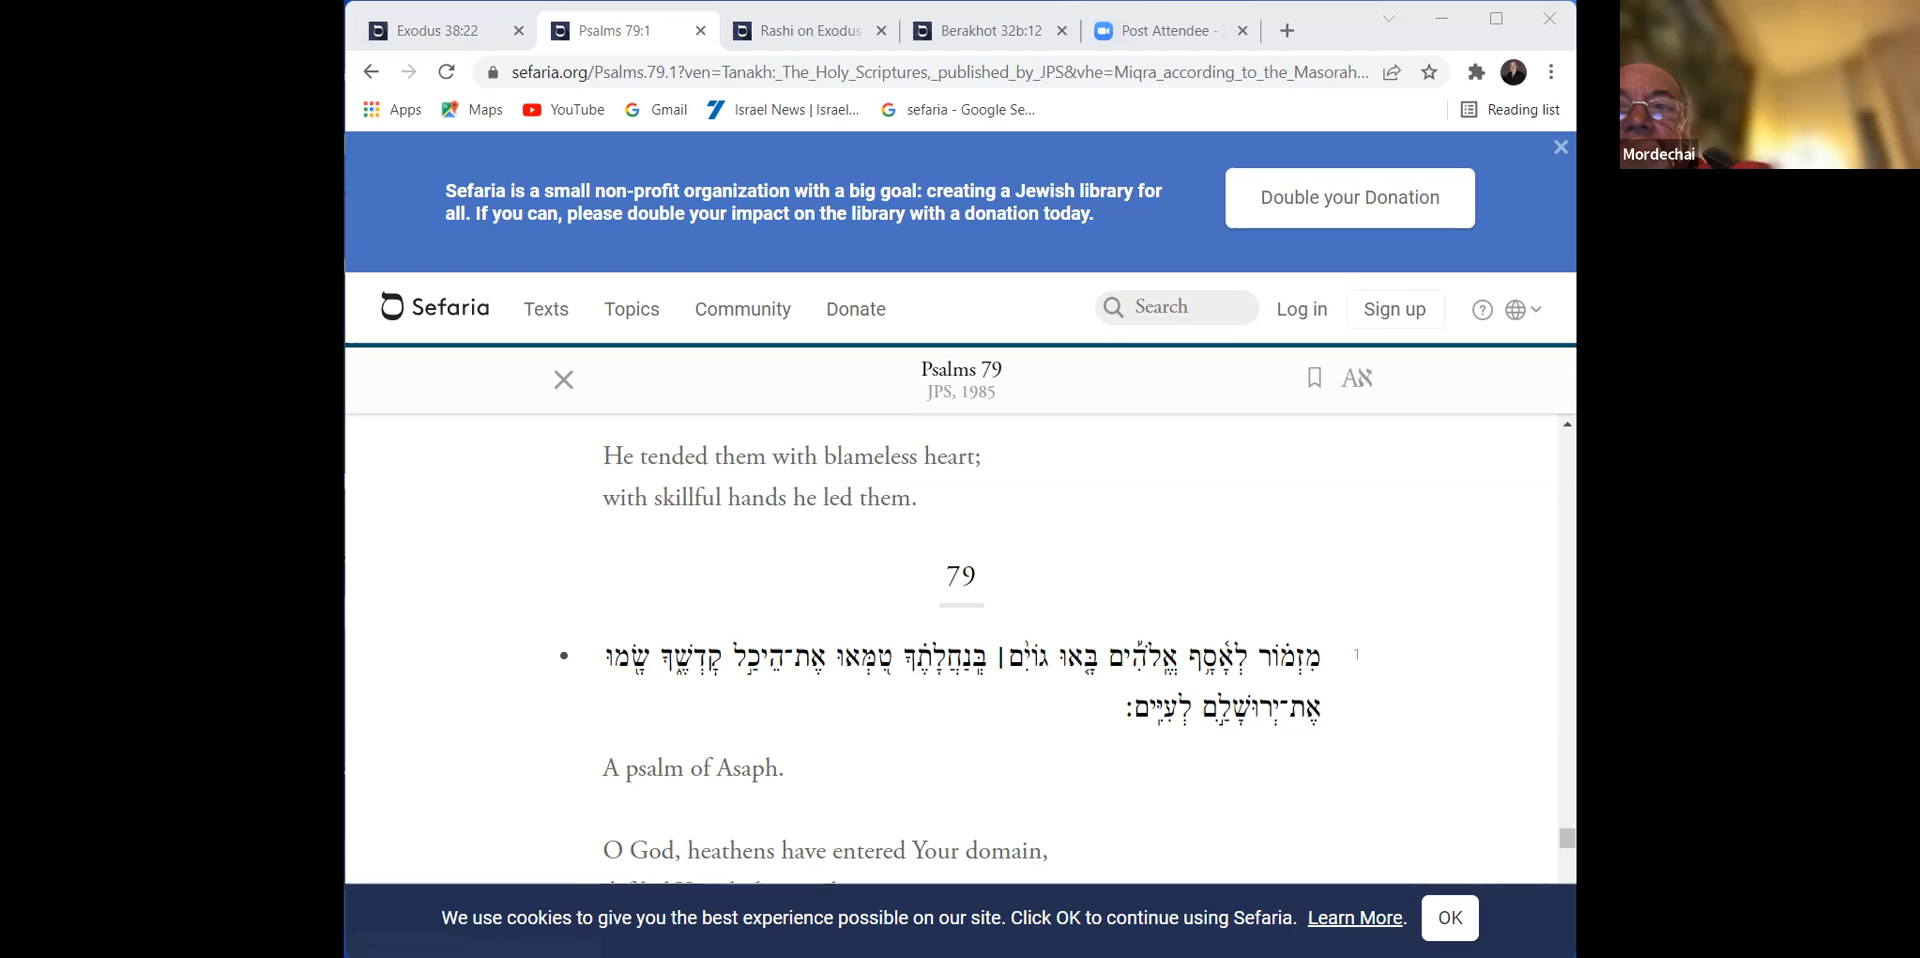 Exodus 38:22
Psalms 79:1
Rashi on Exodus
Berakhot 32b:12
Post Attendee -
sefaria.org/Psalms.79.1?ven=Tanakh:_The_Holy_Scriptures,_published_by_JPS&vhe=Miqra_according_to_the_Masorah...
Apps
Maps
YouTube
Gmail
Israel News | Israel...
sefaria - Google Se...
Reading list
Sefaria is a small non-profit organization with a big goal: creating a Jewish library for
all. If you can, please double your impact on the library with a donation today.
Double your Donation
Mordechai
Sefaria
Texts
Topics
Community
Donate
Search
Log in
Sign up
Psalms 79
JPS, 1985
Aא
He tended them with blameless heart;
with skillful hands he led them.
79
1
מִזְמ֗וֹר לְאָ֫סָ֥ף אֱֽלֹהִ֡ים בָּ֤אוּ גוֹיִ֨ם ׀ בְּֽנַחֲלָתֶ֗ךָ טִ֭מְּאוּ אֶת־הֵיכַ֣ל קׇדְשֶׁ֑ךָ שָׂ֖מוּ
אֶת־יְרוּשָׁלַ֣͏ִם לְעִיִּֽים׃
A psalm of Asaph.
O God, heathens have entered Your domain,
We use cookies to give you the best experience possible on our site. Click OK to continue using Sefaria. Learn More.
OK